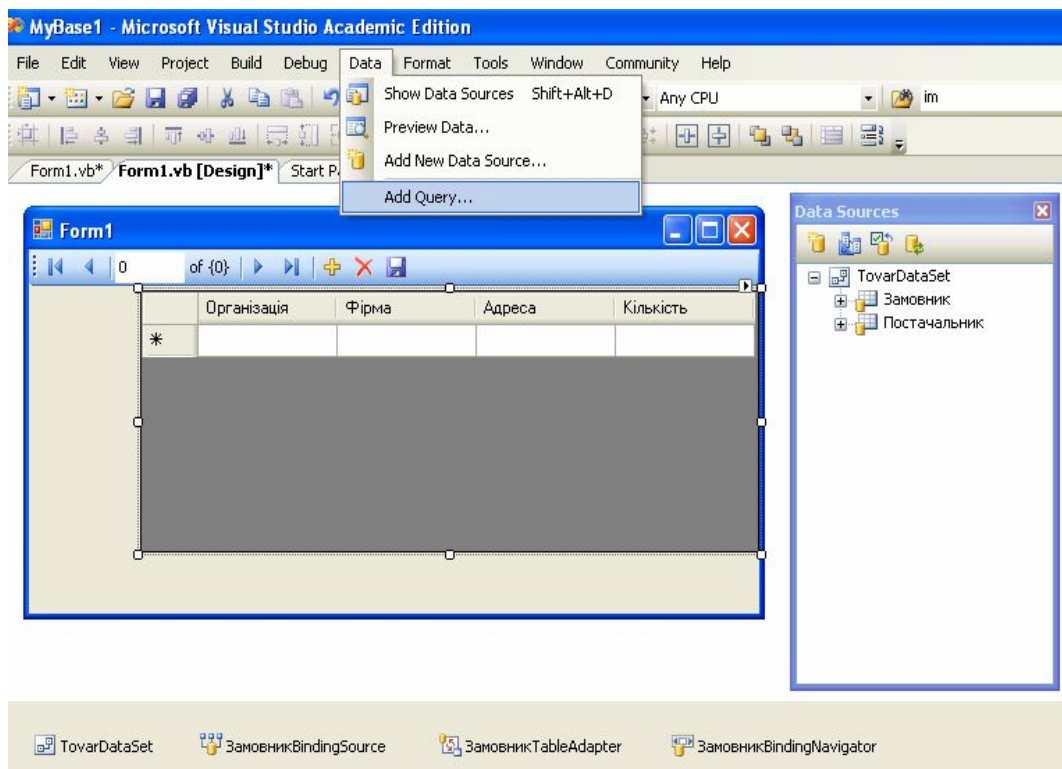 MyBase1 - Microsoft Visual Studio Academic Edition
File Edit View Project Build Debug Data Format Tools Window Community Help
Show Data Sources Shift+Alt+D
Any CPU
im
Preview Data...
Add New Data Source...
Form1.vb* Form1.vb [Design]* Start P
Add Query...
Data Sources
Form1
0 of {0}
TovarDataSet
Замовник
Постачальник
Організація Фірма Адреса Кількість
TovarDataSet ЗамовникBindingSource ЗамовникTableAdapter ЗамовникBindingNavigator